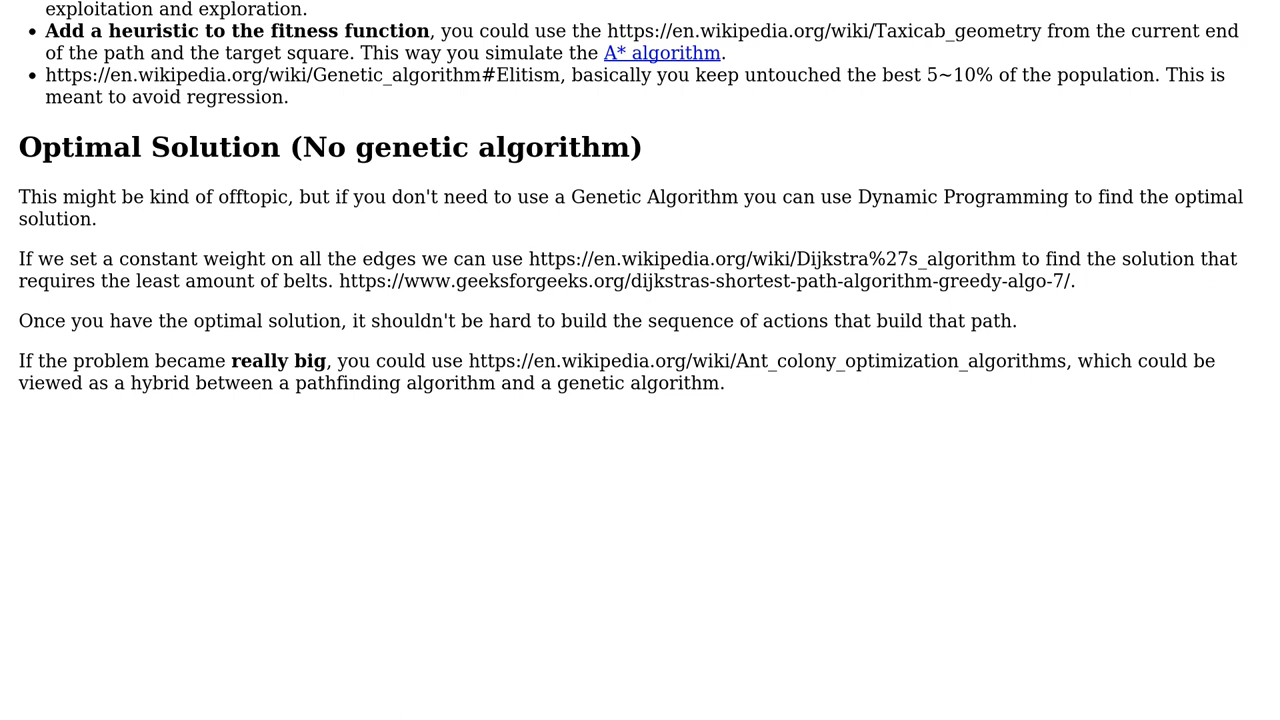 exploitation and exploration.
• Add a heuristic to the fitness function, you could use the https://en.wikipedia.org/wiki/Taxicab_geometry from the current end
of the path and the target square. This way you simulate the A* algorithm.
• https://en.wikipedia.org/wiki/Genetic_algorithm#Elitism, basically you keep untouched the best 5~10% of the population. This is
meant to avoid regression.
Optimal Solution (No genetic algorithm)
This might be kind of offtopic, but if you don't need to use a Genetic Algorithm you can use Dynamic Programming to find the optimal
solution.
If we set a constant weight on all the edges we can use https://en.wikipedia.org/wiki/Dijkstra%27s_algorithm to find the solution that
requires the least amount of belts. https://www.geeksforgeeks.org/dijkstras-shortest-path-algorithm-greedy-algo-7/.
Once you have the optimal solution, it shouldn't be hard to build the sequence of actions that build that path.
If the problem became really big, you could use https://en.wikipedia.org/wiki/Ant_colony_optimization_algorithms, which could be
viewed as a hybrid between a pathfinding algorithm and a genetic algorithm.